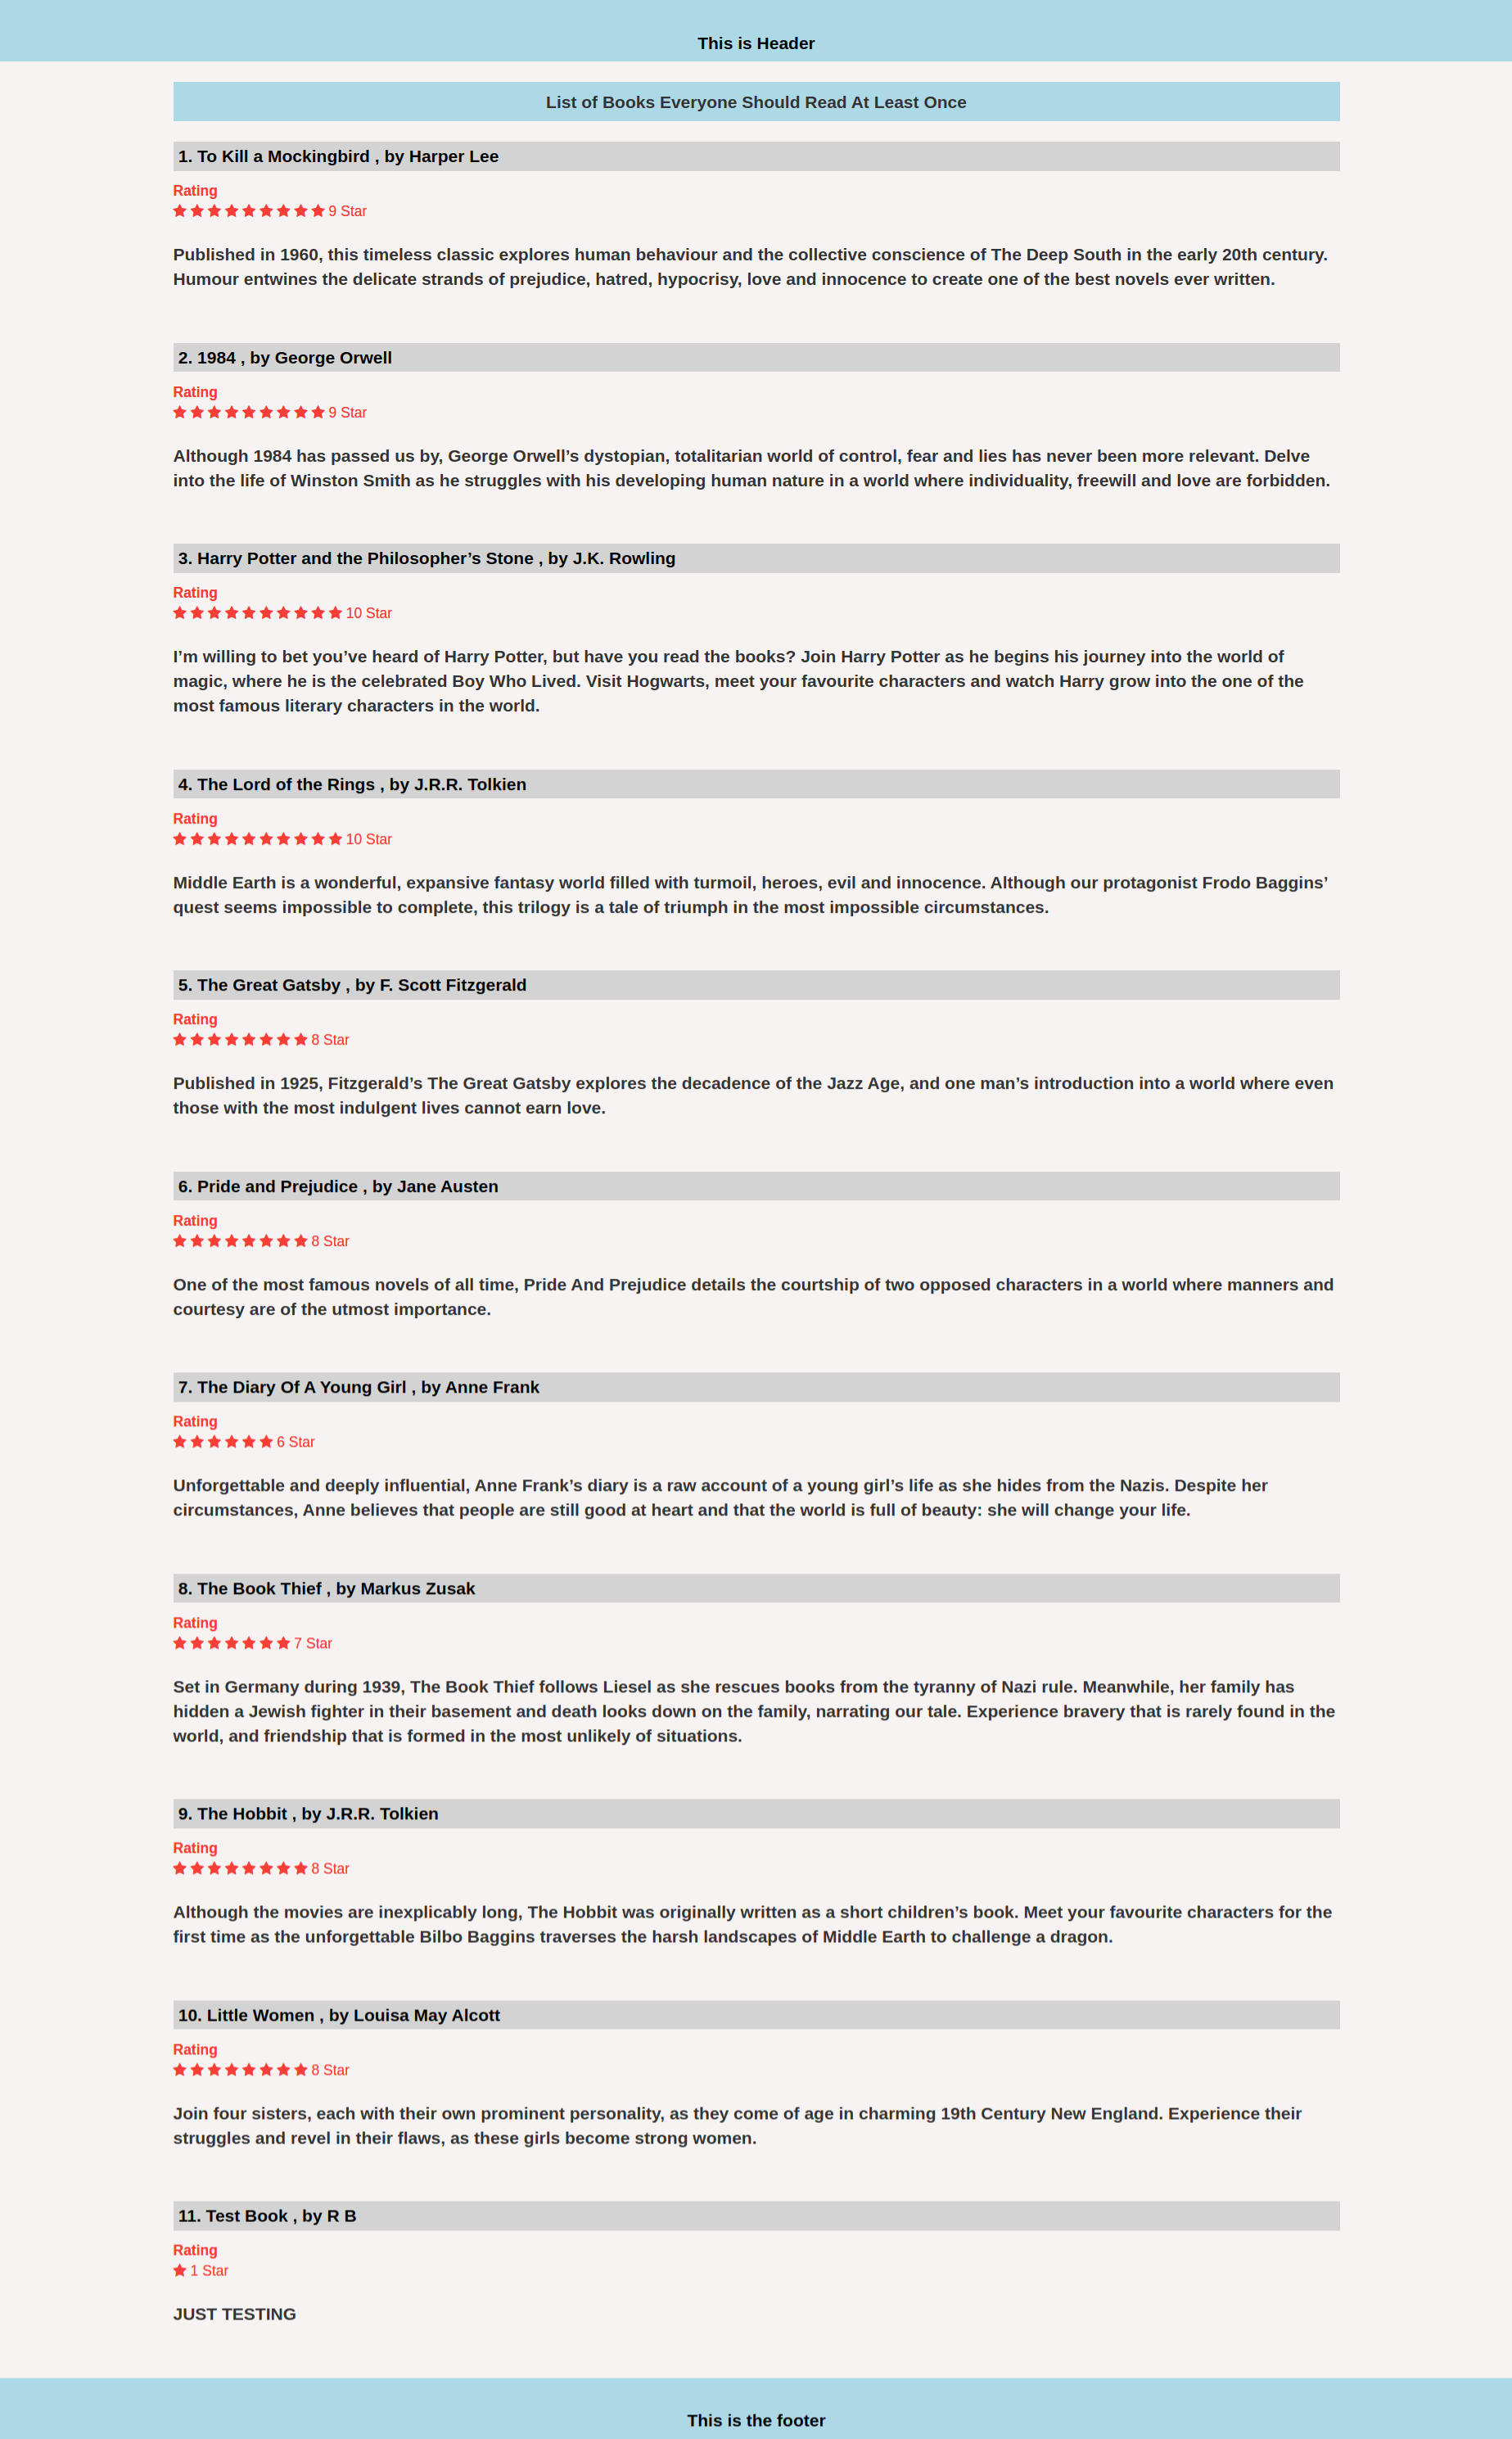 This is Header
List of Books Everyone Should Read At Least Once
1. To Kill a Mockingbird , by Harper Lee
Rating
9 Star
Published in 1960, this timeless classic explores human behaviour and the collective conscience of The Deep South in the early 20th century.
Humour entwines the delicate strands of prejudice, hatred, hypocrisy, love and innocence to create one of the best novels ever written.
2. 1984 , by George Orwell
Rating
9 Star
Although 1984 has passed us by, George Orwell’s dystopian, totalitarian world of control, fear and lies has never been more relevant. Delve
into the life of Winston Smith as he struggles with his developing human nature in a world where individuality, freewill and love are forbidden.
3. Harry Potter and the Philosopher’s Stone , by J.K. Rowling
Rating
10 Star
I’m willing to bet you’ve heard of Harry Potter, but have you read the books? Join Harry Potter as he begins his journey into the world of
magic, where he is the celebrated Boy Who Lived. Visit Hogwarts, meet your favourite characters and watch Harry grow into the one of the
most famous literary characters in the world.
4. The Lord of the Rings , by J.R.R. Tolkien
Rating
10 Star
Middle Earth is a wonderful, expansive fantasy world filled with turmoil, heroes, evil and innocence. Although our protagonist Frodo Baggins’
quest seems impossible to complete, this trilogy is a tale of triumph in the most impossible circumstances.
5. The Great Gatsby , by F. Scott Fitzgerald
Rating
8 Star
Published in 1925, Fitzgerald’s The Great Gatsby explores the decadence of the Jazz Age, and one man’s introduction into a world where even
those with the most indulgent lives cannot earn love.
6. Pride and Prejudice , by Jane Austen
Rating
8 Star
One of the most famous novels of all time, Pride And Prejudice details the courtship of two opposed characters in a world where manners and
courtesy are of the utmost importance.
7. The Diary Of A Young Girl , by Anne Frank
Rating
6 Star
Unforgettable and deeply influential, Anne Frank’s diary is a raw account of a young girl’s life as she hides from the Nazis. Despite her
circumstances, Anne believes that people are still good at heart and that the world is full of beauty: she will change your life.
8. The Book Thief , by Markus Zusak
Rating
7 Star
Set in Germany during 1939, The Book Thief follows Liesel as she rescues books from the tyranny of Nazi rule. Meanwhile, her family has
hidden a Jewish fighter in their basement and death looks down on the family, narrating our tale. Experience bravery that is rarely found in the
world, and friendship that is formed in the most unlikely of situations.
9. The Hobbit , by J.R.R. Tolkien
Rating
8 Star
Although the movies are inexplicably long, The Hobbit was originally written as a short children’s book. Meet your favourite characters for the
first time as the unforgettable Bilbo Baggins traverses the harsh landscapes of Middle Earth to challenge a dragon.
10. Little Women , by Louisa May Alcott
Rating
8 Star
Join four sisters, each with their own prominent personality, as they come of age in charming 19th Century New England. Experience their
struggles and revel in their flaws, as these girls become strong women.
11. Test Book , by R B
Rating
1 Star
JUST TESTING
This is the footer